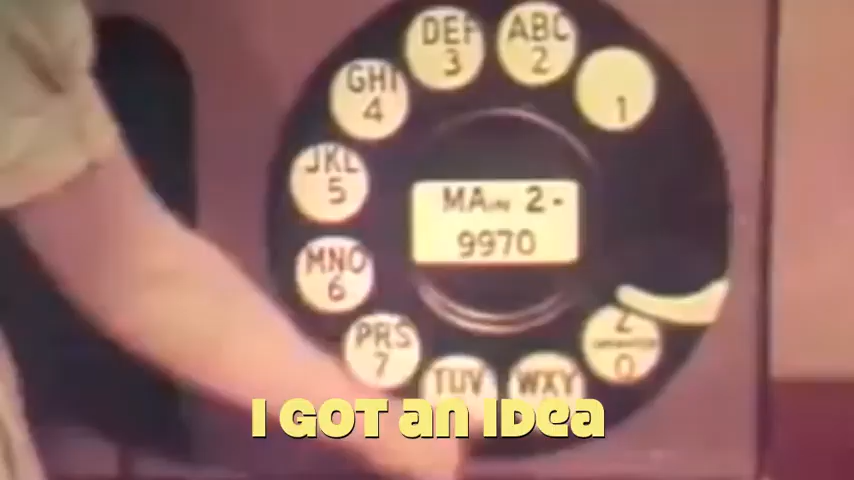 DEF
3
ABC
2
1
GHI
4
JKL
5
MAIN 2-
9970
MNO
6
PRS
7
Z
OPERATOR
0
TUV
WXY
I GOT an IDea